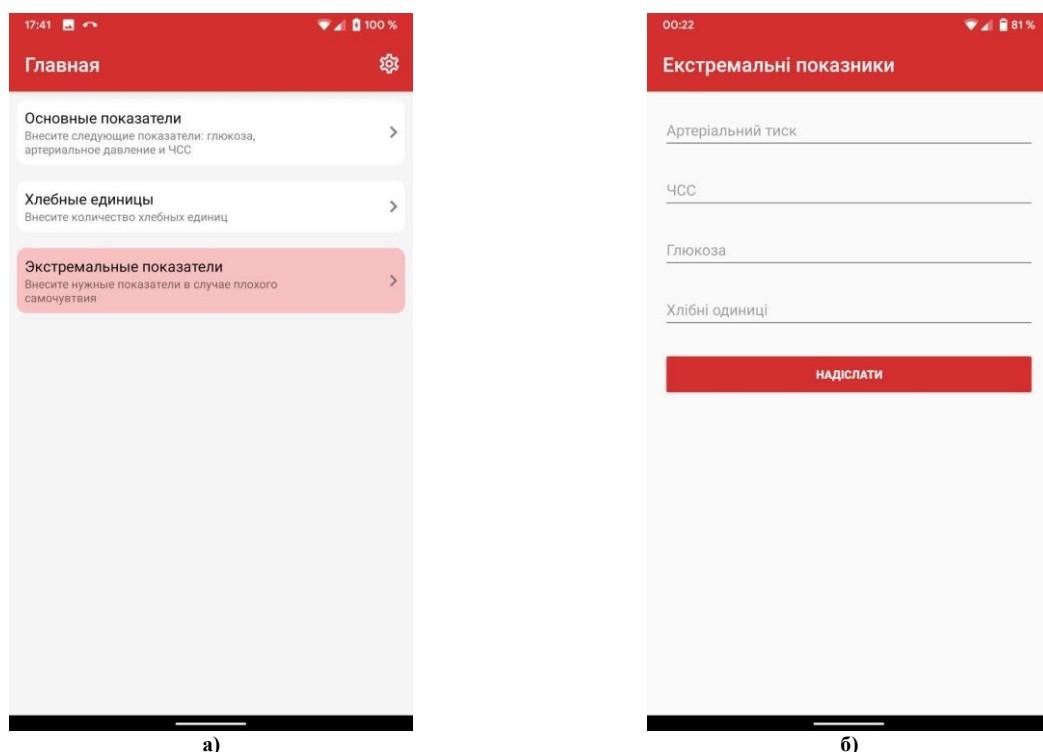 17:41 100 %
Главная
Основные показатели
Внесите следующие показатели: глюкоза,
артериальное давление и ЧСС
Хлебные единицы
Внесите количество хлебных единиц
Экстремальные показатели
Внесите нужные показатели в случае плохого
самочувтвия
а)
00:22 81 %
Екстремальні показники
Артеріальний тиск
ЧСС
Глюкоза
Хлібні одиниці
НАДІСЛАТИ
б)